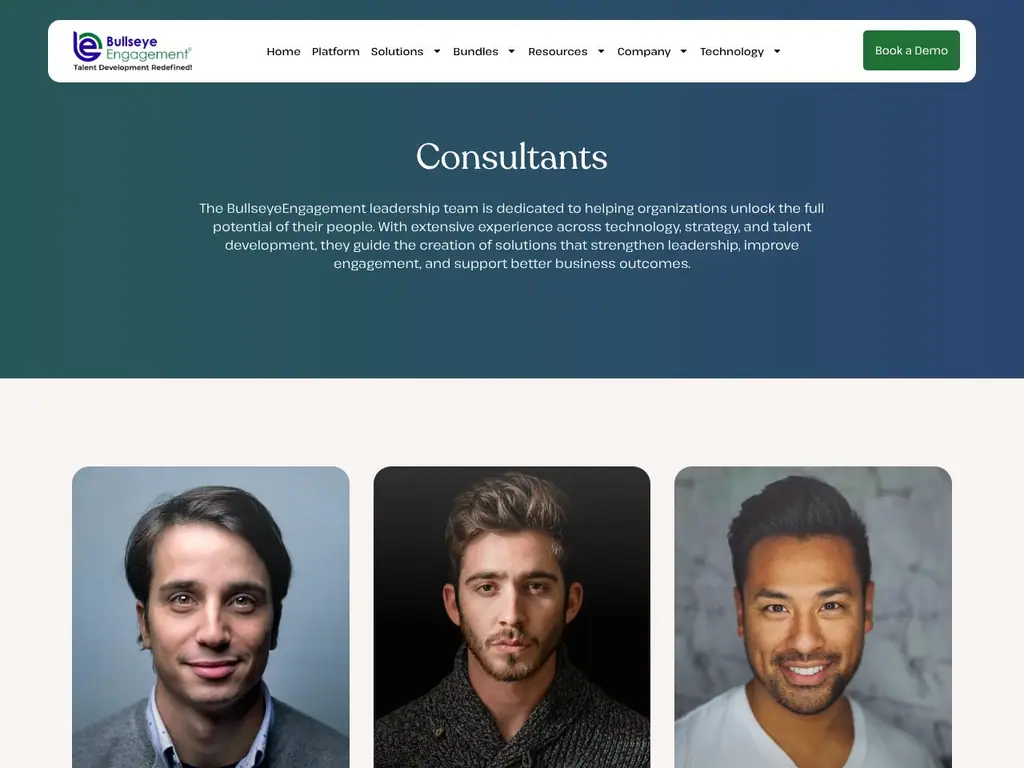 Bullseye
Engagement®
Talent Development Redefined!
Home Platform Solutions Bundles Resources Company Technology
Book a Demo
Consultants
The BullseyeEngagement leadership team is dedicated to helping organizations unlock the full
potential of their people. With extensive experience across technology, strategy, and talent
development, they guide the creation of solutions that strengthen leadership, improve
engagement, and support better business outcomes.